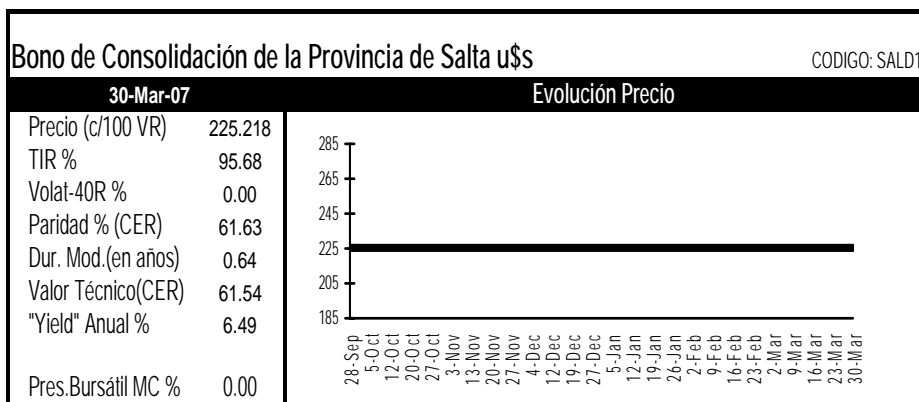 Bono de Consolidación de la Provincia de Salta u$s CODIGO: SALD1
30-Mar-07 Evolución Precio
Precio (c/100 VR) 225.218
TIR % 95.68
Volat-40R % 0.00
Paridad % (CER) 61.63
Dur. Mod.(en años) 0.64
Valor Técnico(CER) 61.54
"Yield" Anual % 6.49
Pres.Bursátil MC % 0.00
285
265
245
225
205
185
28-Sep
5-Oct
12-Oct
20-Oct
27-Oct
3-Nov
13-Nov
20-Nov
27-Nov
4-Dec
12-Dec
19-Dec
27-Dec
5-Jan
12-Jan
19-Jan
26-Jan
2-Feb
9-Feb
16-Feb
23-Feb
2-Mar
9-Mar
16-Mar
23-Mar
30-Mar